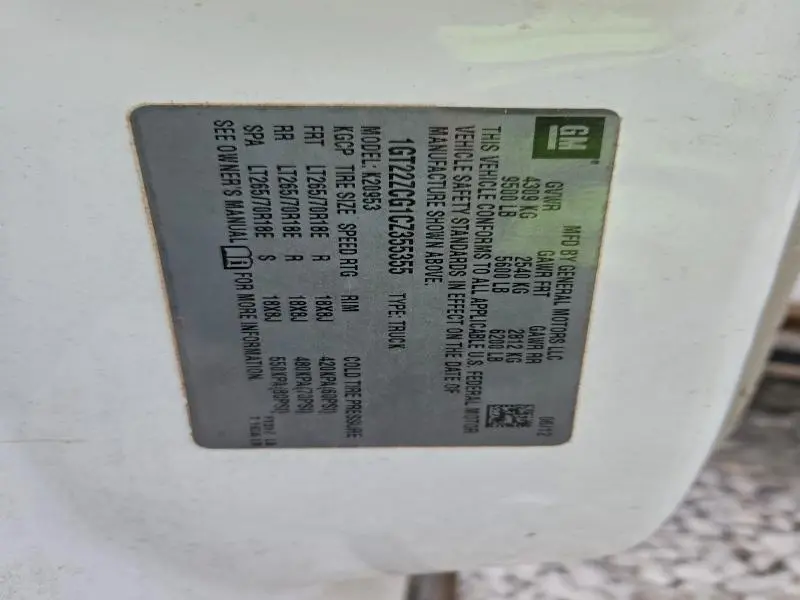 GM
MFD BY GENERAL MOTORS LLC 06/12
GVWR GAWR FRT GAWR RR
4309 KG 2540 KG 2812 KG
9500 LB 5600 LB 6200 LB
THIS VEHICLE CONFORMS TO ALL APPLICABLE U.S. FEDERAL MOTOR
VEHICLE SAFETY STANDARDS IN EFFECT ON THE DATE OF
MANUFACTURE SHOWN ABOVE.
1GT22ZCG1CZ355355 TYPE: TRUCK
MODEL: K20953
KGCP TIRE SIZE SPEED RTG RIM COLD TIRE PRESSURE
FRT LT265/70R18E R 18X8J 420KPA(60PSI)
RR LT265/70R18E R 18X8J 480KPA(70PSI)
SPA LT265/70R18E S 18X8J 550KPA(80PSI)
SEE OWNER'S MANUAL FOR MORE INFORMATION